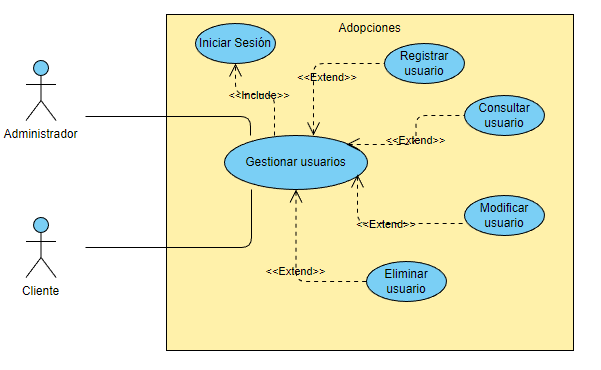 Adopciones
Iniciar Sesión
Registrar
usuario
<<Extend>>
<<Include>>
Consultar
usuario
Administrador
<<Extend>>
Gestionar usuarios
Modificar
usuario
<<Extend>>
Cliente
<<Extend>>
Eliminar
usuario